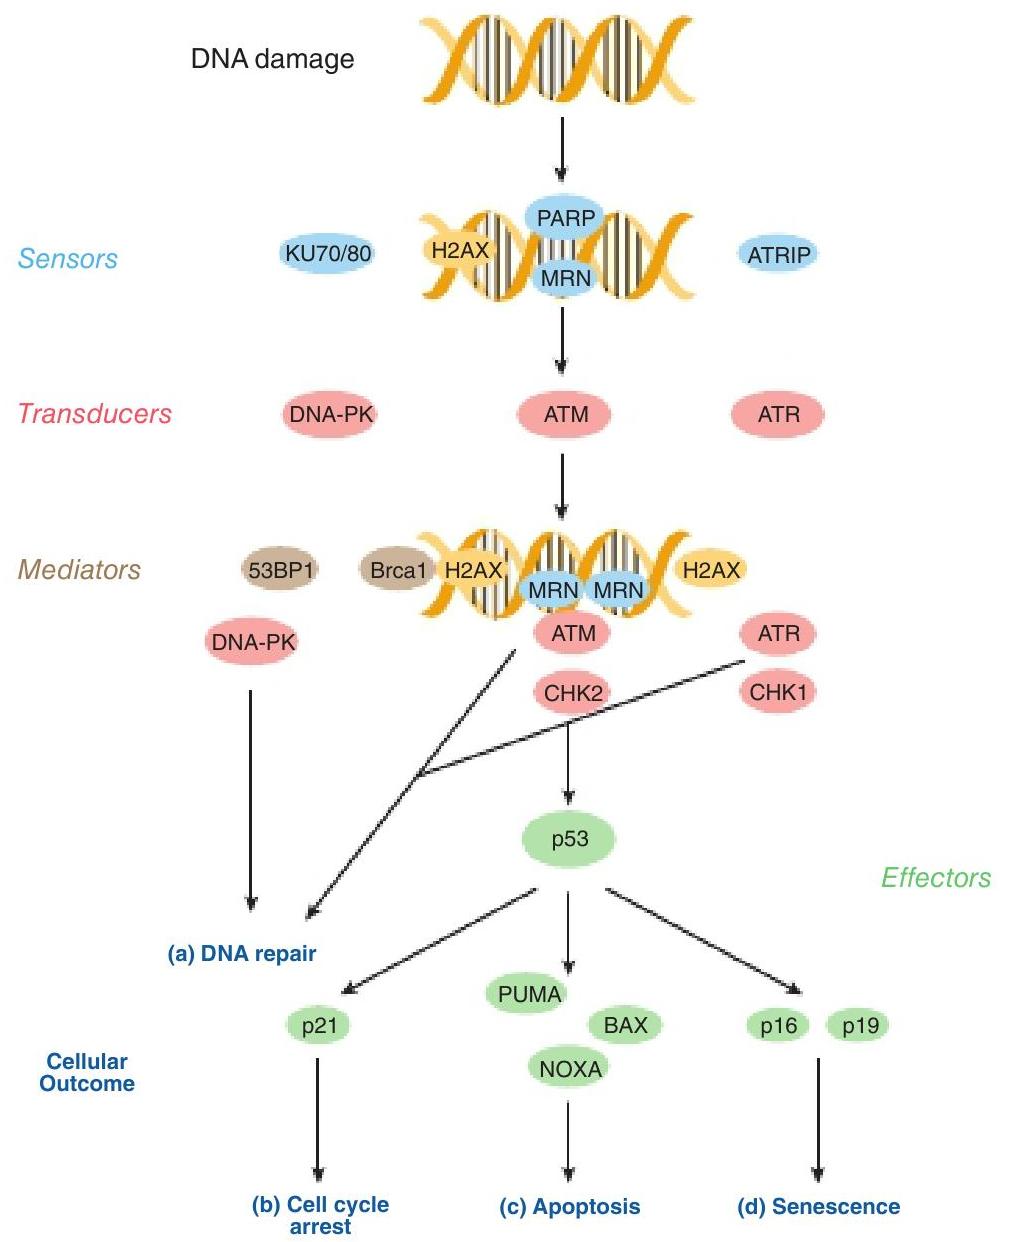 DNA damage
PARP
Sensors
KU70/80
H2AX
MRN
ATRIP
Transducers
DNA-PK
ATM
ATR
Mediators
53BP1
Brca1
H2AX
MRN
MRN
H2AX
DNA-PK
ATM
ATR
CHK2
CHK1
p53
Effectors
(a) DNA repair
p21
PUMA
BAX
NOXA
p16
p19
Cellular
Outcome
(b) Cell cycle
arrest
(c) Apoptosis
(d) Senescence